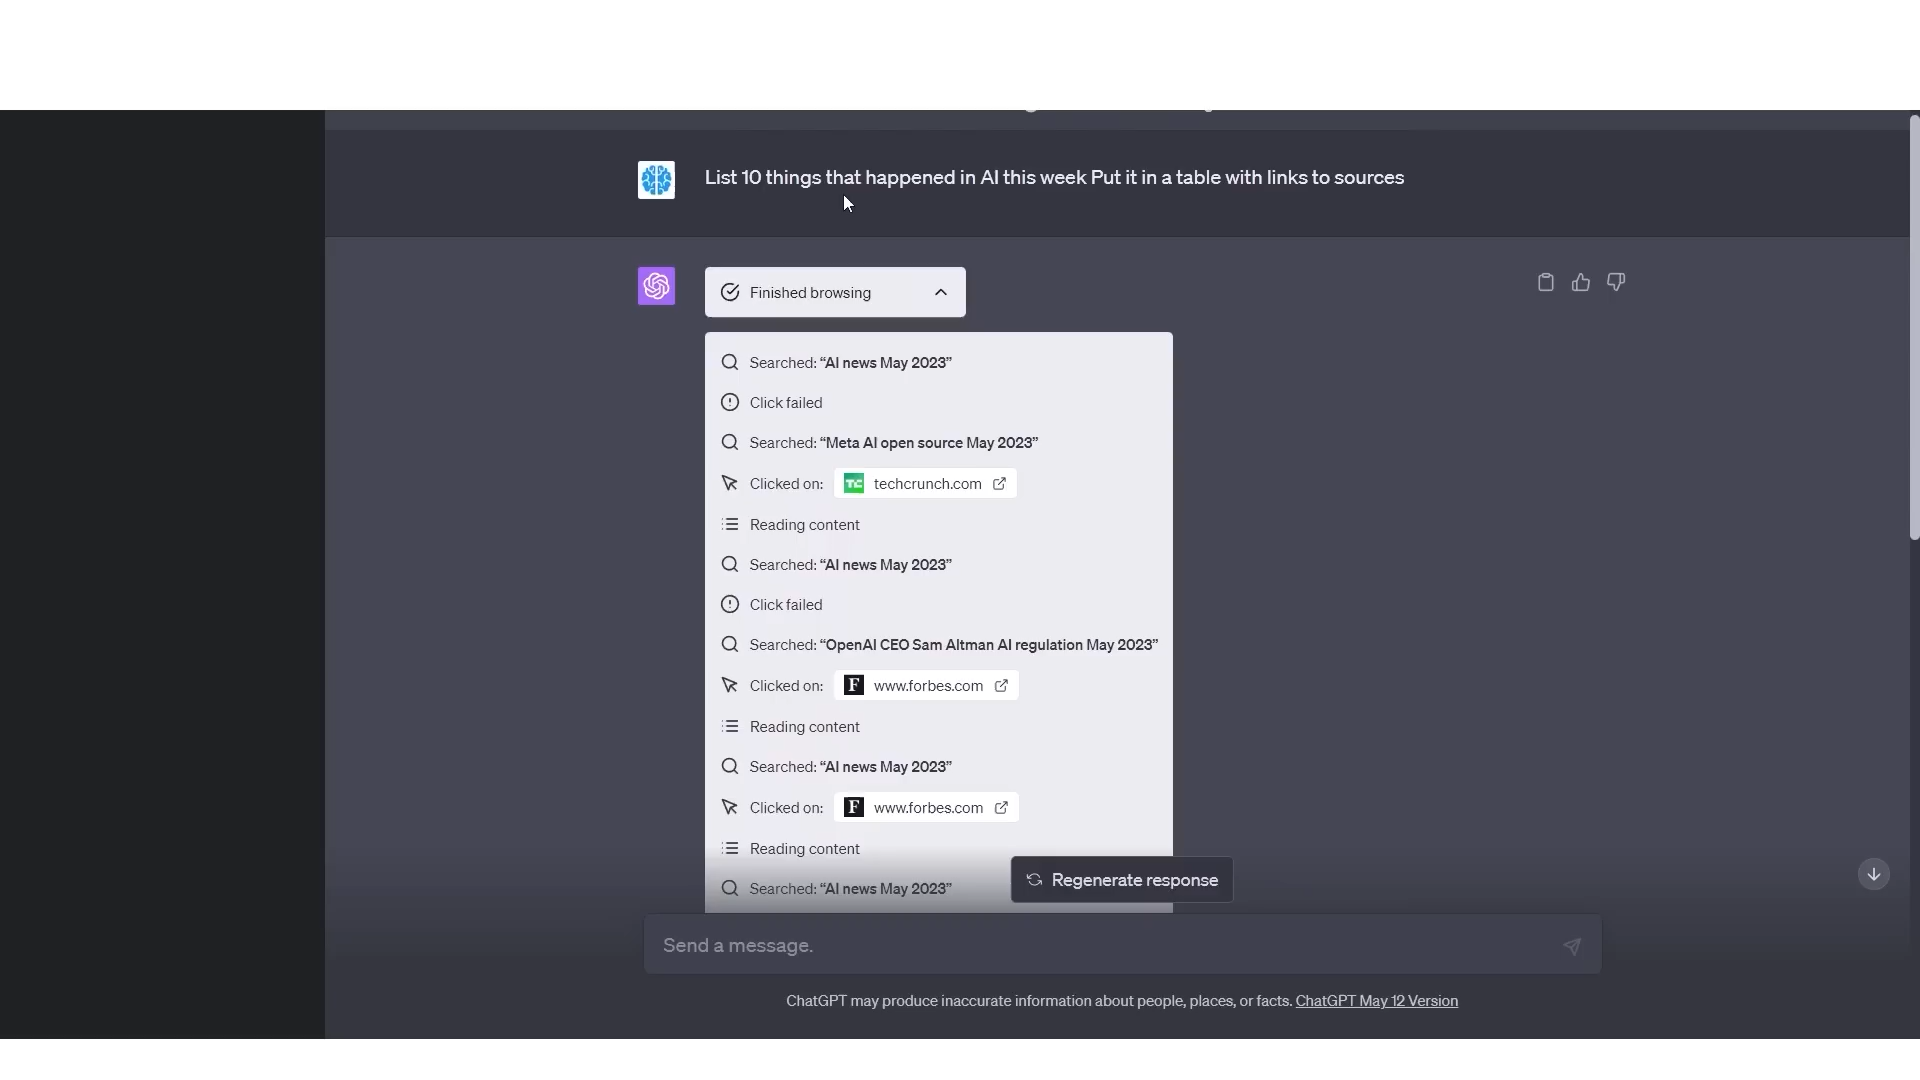 List 10 things that happened in AI this week Put it in a table with links to sources
Finished browsing
Searched: “AI news May 2023”
Click failed
Searched: “Meta AI open source May 2023”
Clicked on: TC techcrunch.com
Reading content
Searched: “AI news May 2023”
Click failed
Searched: “OpenAI CEO Sam Altman AI regulation May 2023”
Clicked on: F www.forbes.com
Reading content
Searched: “AI news May 2023”
Clicked on: F www.forbes.com
Reading content
Searched: “AI news May 2023”
Regenerate response
Send a message.
ChatGPT may produce inaccurate information about people, places, or facts. ChatGPT May 12 Version